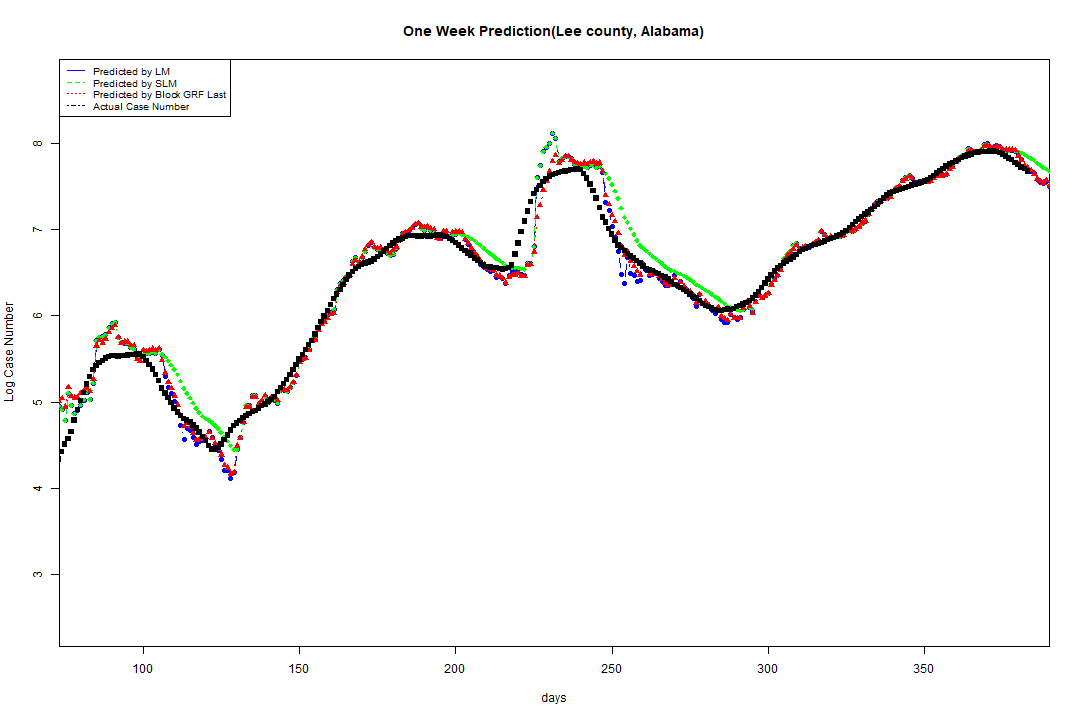 One Week Prediction(Lee county, Alabama)
Predicted by LM
Predicted by SLM
Predicted by Block GRF Last
Actual Case Number
8
7
6
5
4
3
Log Case Number
100 150 200 250 300 350
days